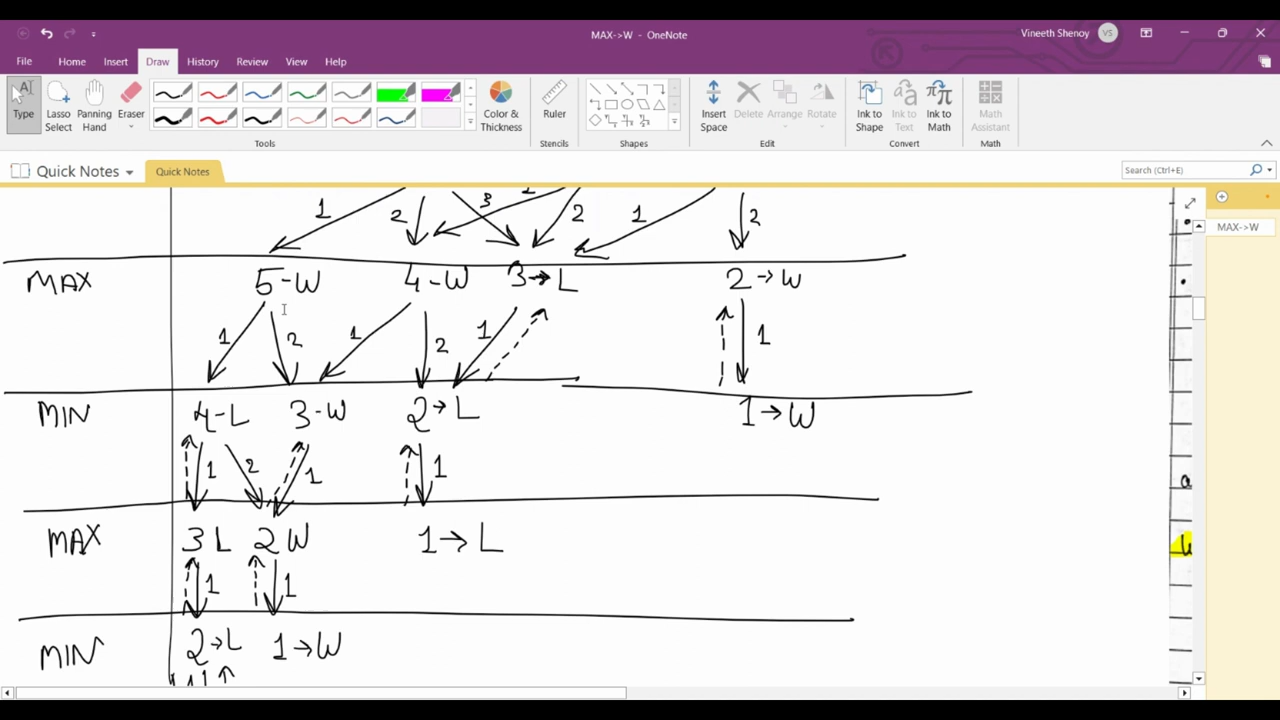 MAX->W - OneNote
Vineeth Shenoy
VS
File
Home
Insert
Draw
History
Review
View
Help
Type
Lasso Select
Panning Hand
Eraser
Color & Thickness
Ruler
Insert Space
Delete
Arrange
Rotate
Ink to Shape
Ink to Text
Ink to Math
Math Assistant
Tools
Stencils
Shapes
Edit
Convert
Math
Quick Notes
Quick Notes
Search (Ctrl+E)
MAX->W
1 2 3 2 1 2
MAX 5-W 4-W 3→L 2→W
1 2 1 2 1 1
MIN 4-L 3-W 2→L 1→W
1 2 1 1
MAX 3 L 2 W 1→L
1 1
MIN 2→L 1→W